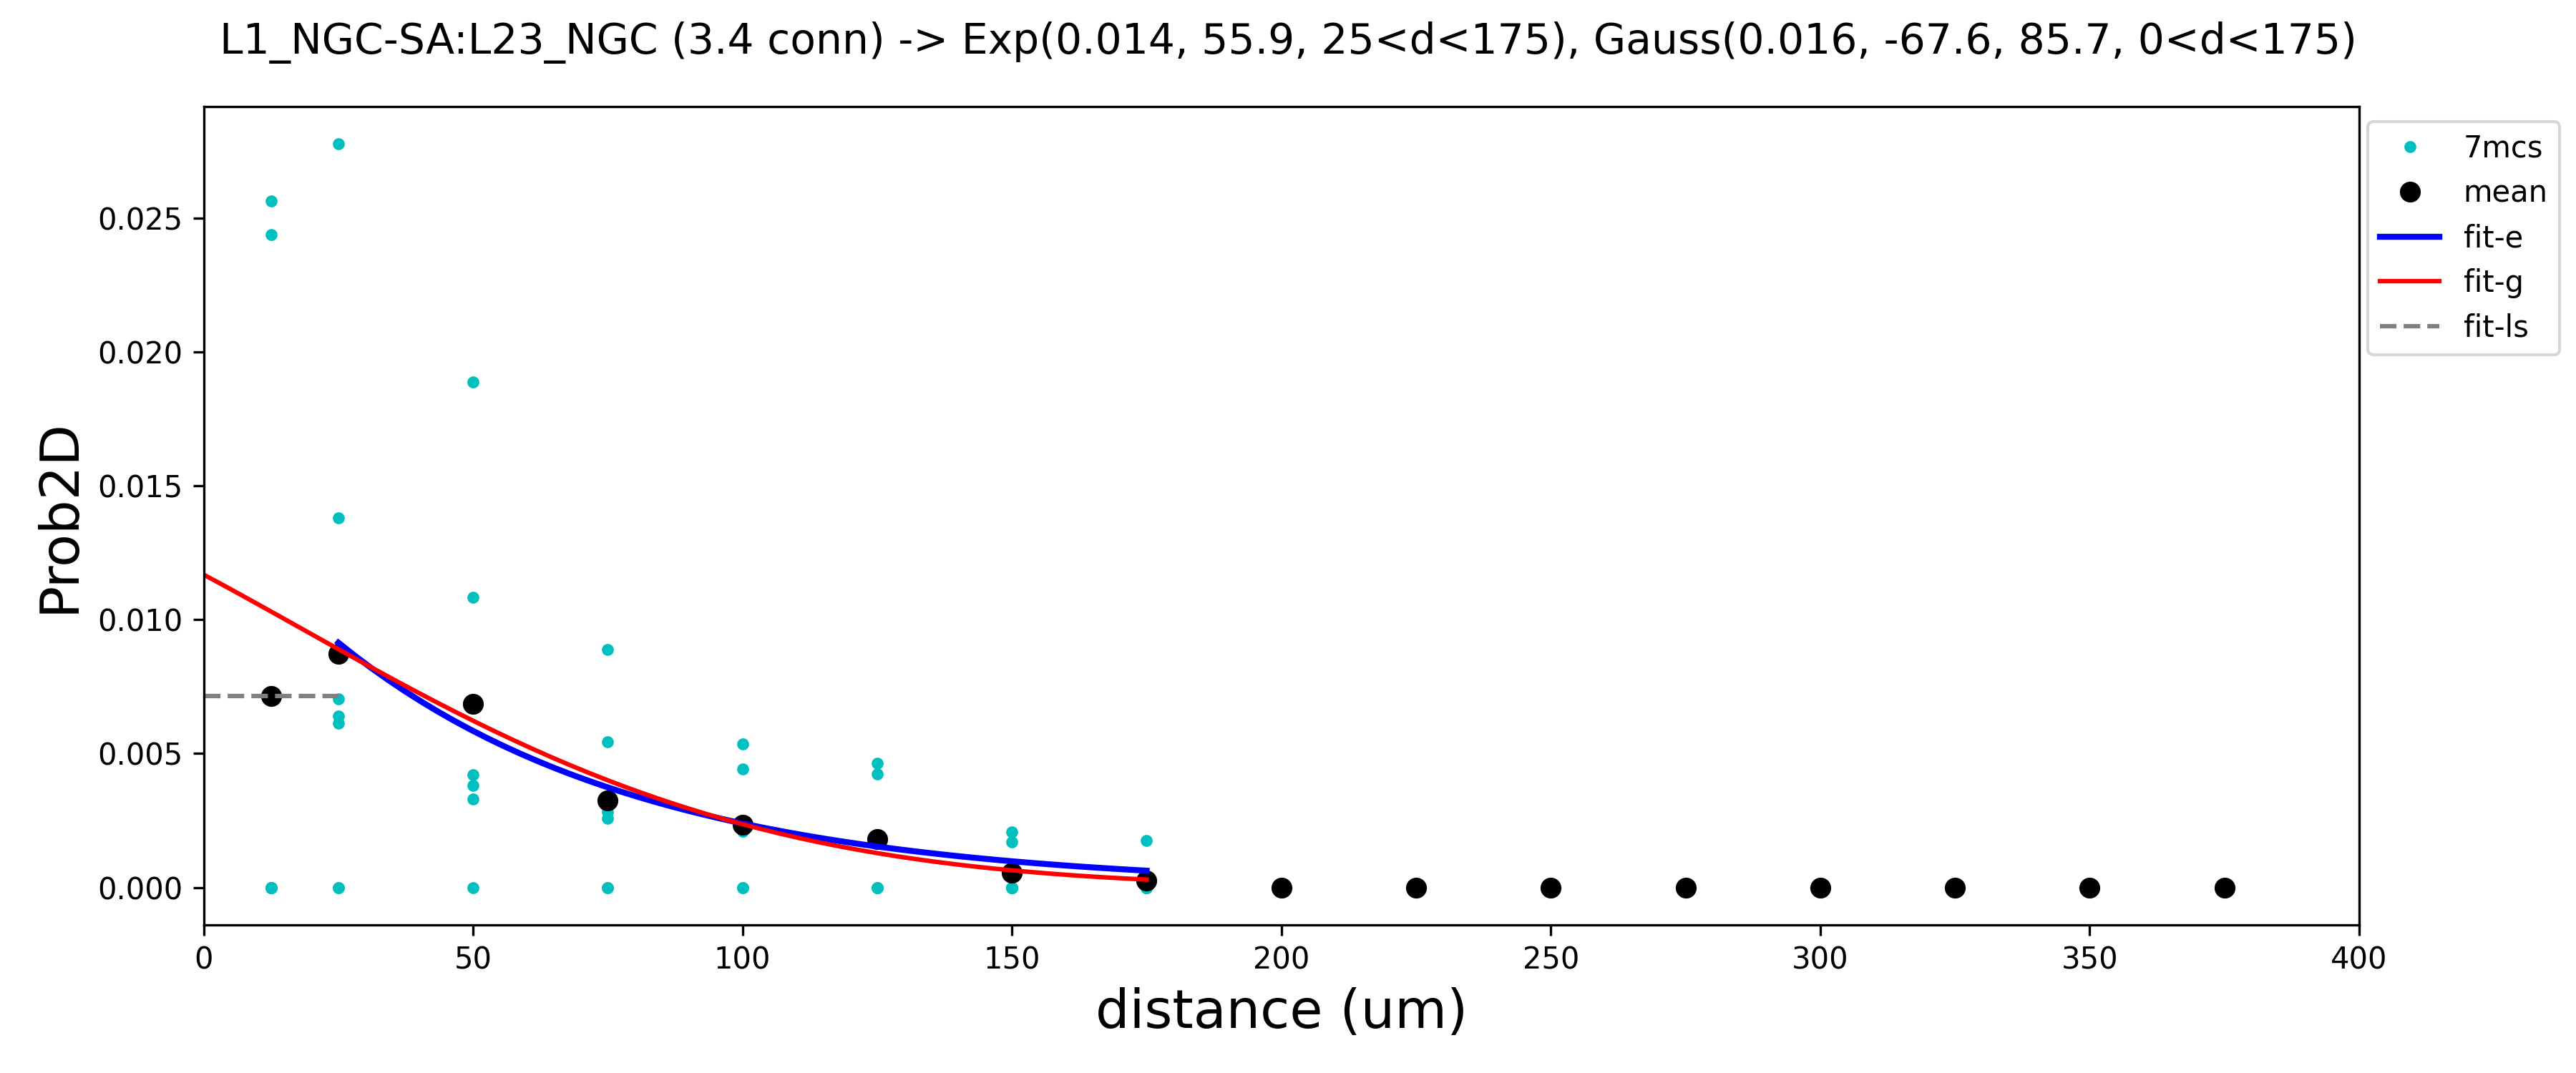 L1_NGC-SA:L23_NGC (3.4 conn) -> Exp(0.014, 55.9, 25<d<175), Gauss(0.016, -67.6, 85.7, 0<d<175)
7mcs
mean
fit-e
fit-g
fit-ls
Prob2D
0.025
0.020
0.015
0.010
0.005
0.000
0 50 100 150 200 250 300 350 400
distance (um)